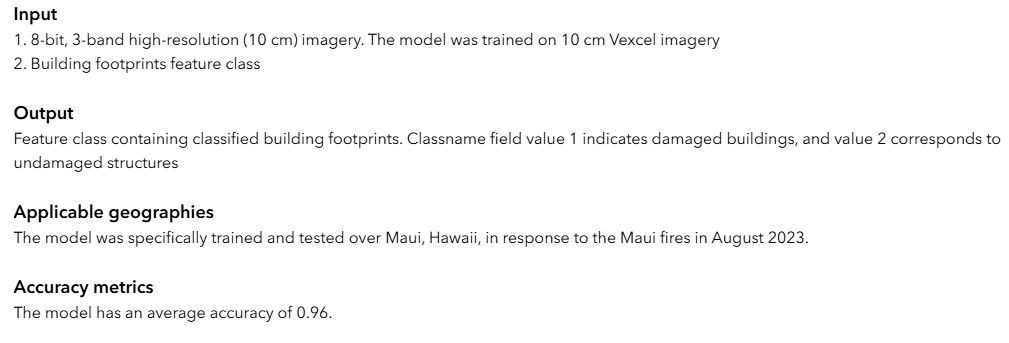 Input
1. 8-bit, 3-band high-resolution (10 cm) imagery. The model was trained on 10 cm Vexcel imagery
2. Building footprints feature class
Output
Feature class containing classified building footprints. Classname field value 1 indicates damaged buildings, and value 2 corresponds to
undamaged structures
Applicable geographies
The model was specifically trained and tested over Maui, Hawaii, in response to the Maui fires in August 2023.
Accuracy metrics
The model has an average accuracy of 0.96.